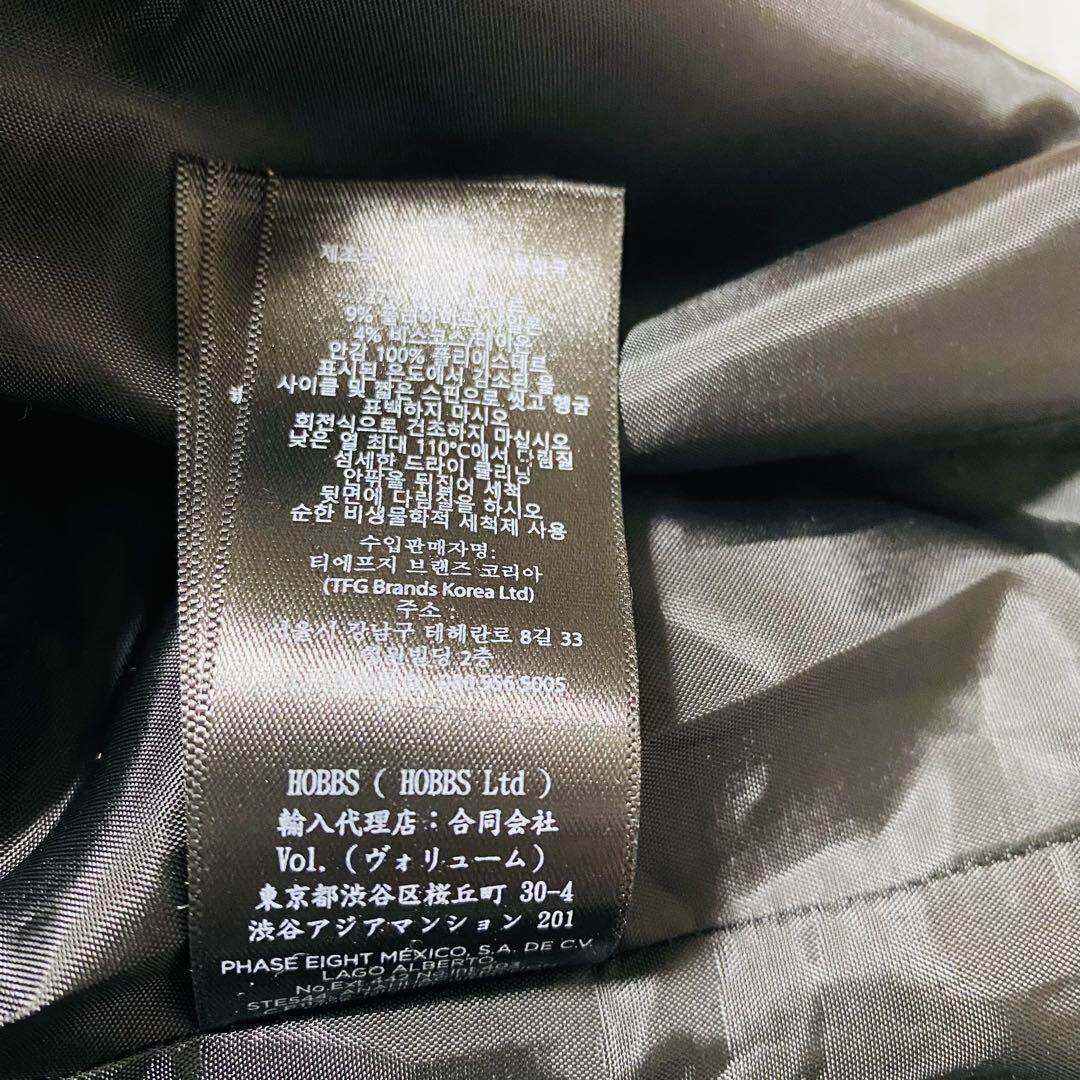 제조
9% 폴리아미드/나일론
4% 비스코스/레이온
안감 100% 폴리에스테르
표시된 온도에서 감소된 울
사이클 및 짧은 스핀으로 씻고 헹굼
표백하지 마시오
회전식으로 건조하지 마십시오
낮은 열 최대 110°C에서 다림질
섬세한 드라이 클리닝
안팎을 뒤집어 세척
뒷면에 다림질을 하시오
순한 비생물학적 세척제 사용
수입판매자명:
티에프지 브랜즈 코리아
(TFG Brands Korea Ltd)
주소
서울시 강남구 테헤란로 8길 33
2층
566.5005
HOBBS ( HOBBS Ltd )
輸入代理店：合同会社
Vol. (ヴォリューム)
東京都渋谷区桜丘町 30-4
渋谷アジアマンション 201
PHASE EIGHT MÉXICO, S.A. DE C.V.
LAGO ALBERTO
No.Ext 442